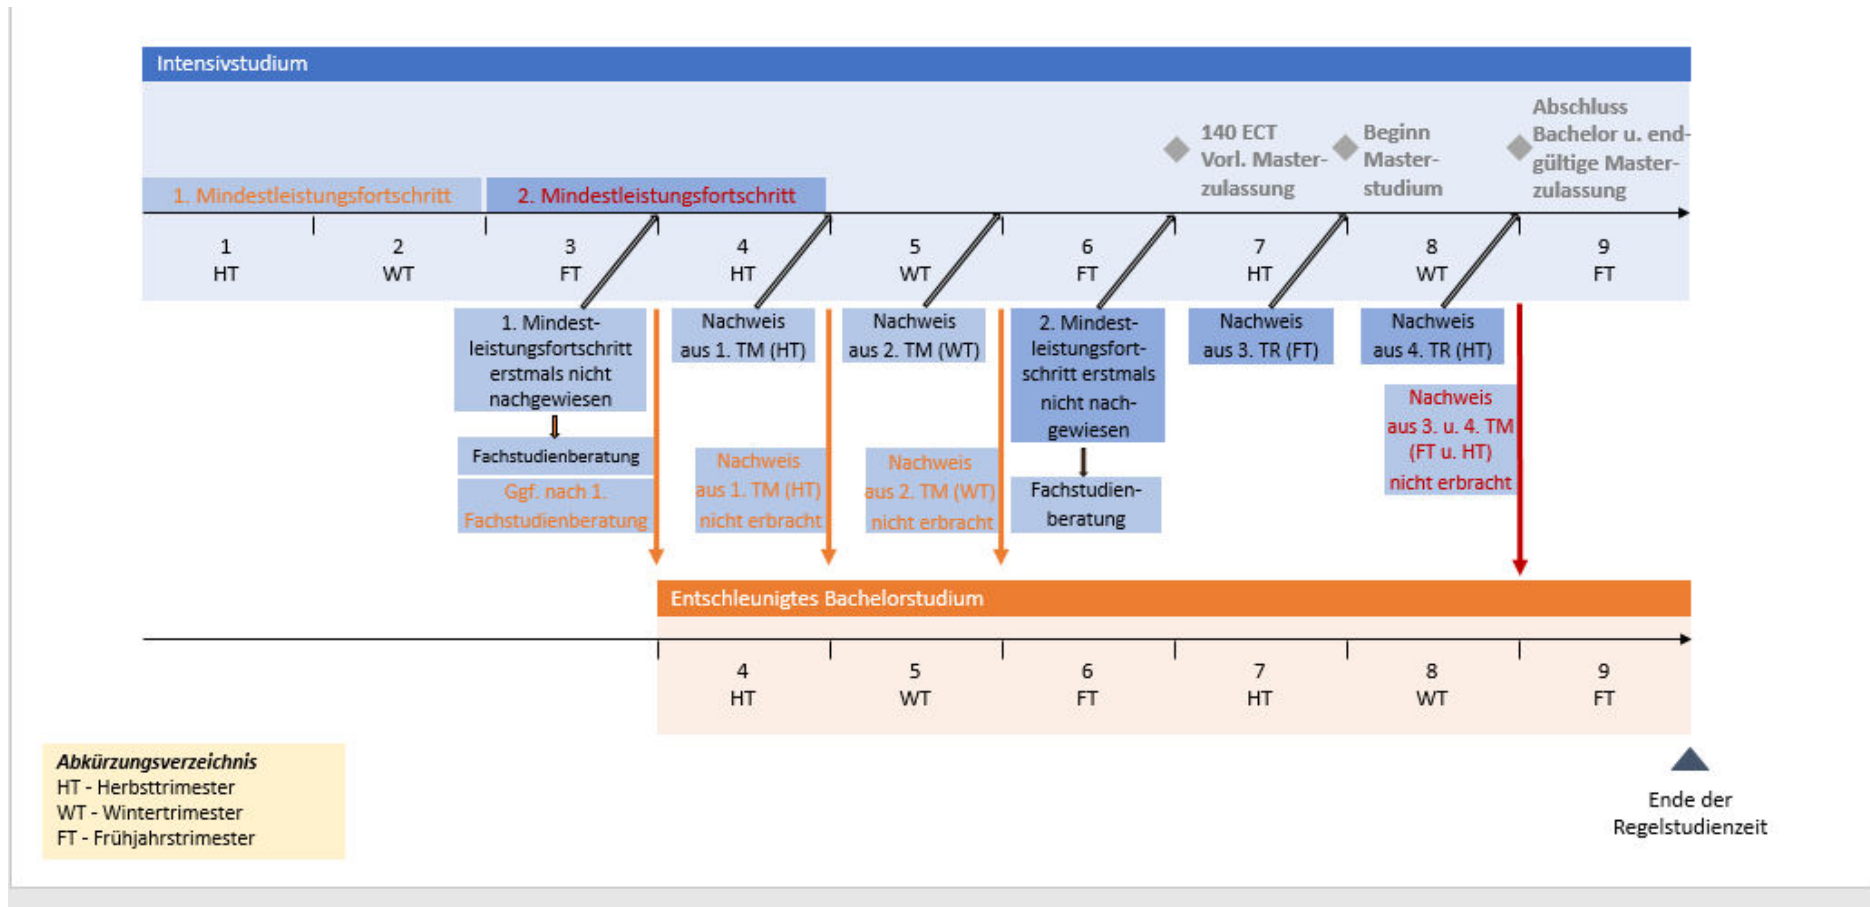 Intensivstudium
140 ECT
Vorl. Master-
zulassung
Beginn
Master-
studium
Abschluss
Bachelor u. end-
gültige Master-
zulassung
1. Mindestleistungsfortschritt
2. Mindestleistungsfortschritt
1
HT
2
WT
3
FT
4
HT
5
WT
6
FT
7
HT
8
WT
9
FT
1. Mindest-
leistungsfortschritt
erstmals nicht
nachgewiesen
Fachstudienberatung
Ggf. nach 1.
Fachstudienberatung
Nachweis
aus 1. TM (HT)
Nachweis
aus 1. TM (HT)
nicht erbracht
Nachweis
aus 2. TM (WT)
Nachweis
aus 2. TM (WT)
nicht erbracht
2. Mindest-
leistungsfort-
schritt erstmals
nicht nach-
gewiesen
Fachstudien-
beratung
Nachweis
aus 3. TR (FT)
Nachweis
aus 4. TR (HT)
Nachweis
aus 3. u. 4. TM
(FT u. HT)
nicht erbracht
Entschleunigtes Bachelorstudium
4
HT
5
WT
6
FT
7
HT
8
WT
9
FT
Abkürzungsverzeichnis
HT - Herbsttrimester
WT - Wintertrimester
FT - Frühjahrstrimester
Ende der
Regelstudienzeit